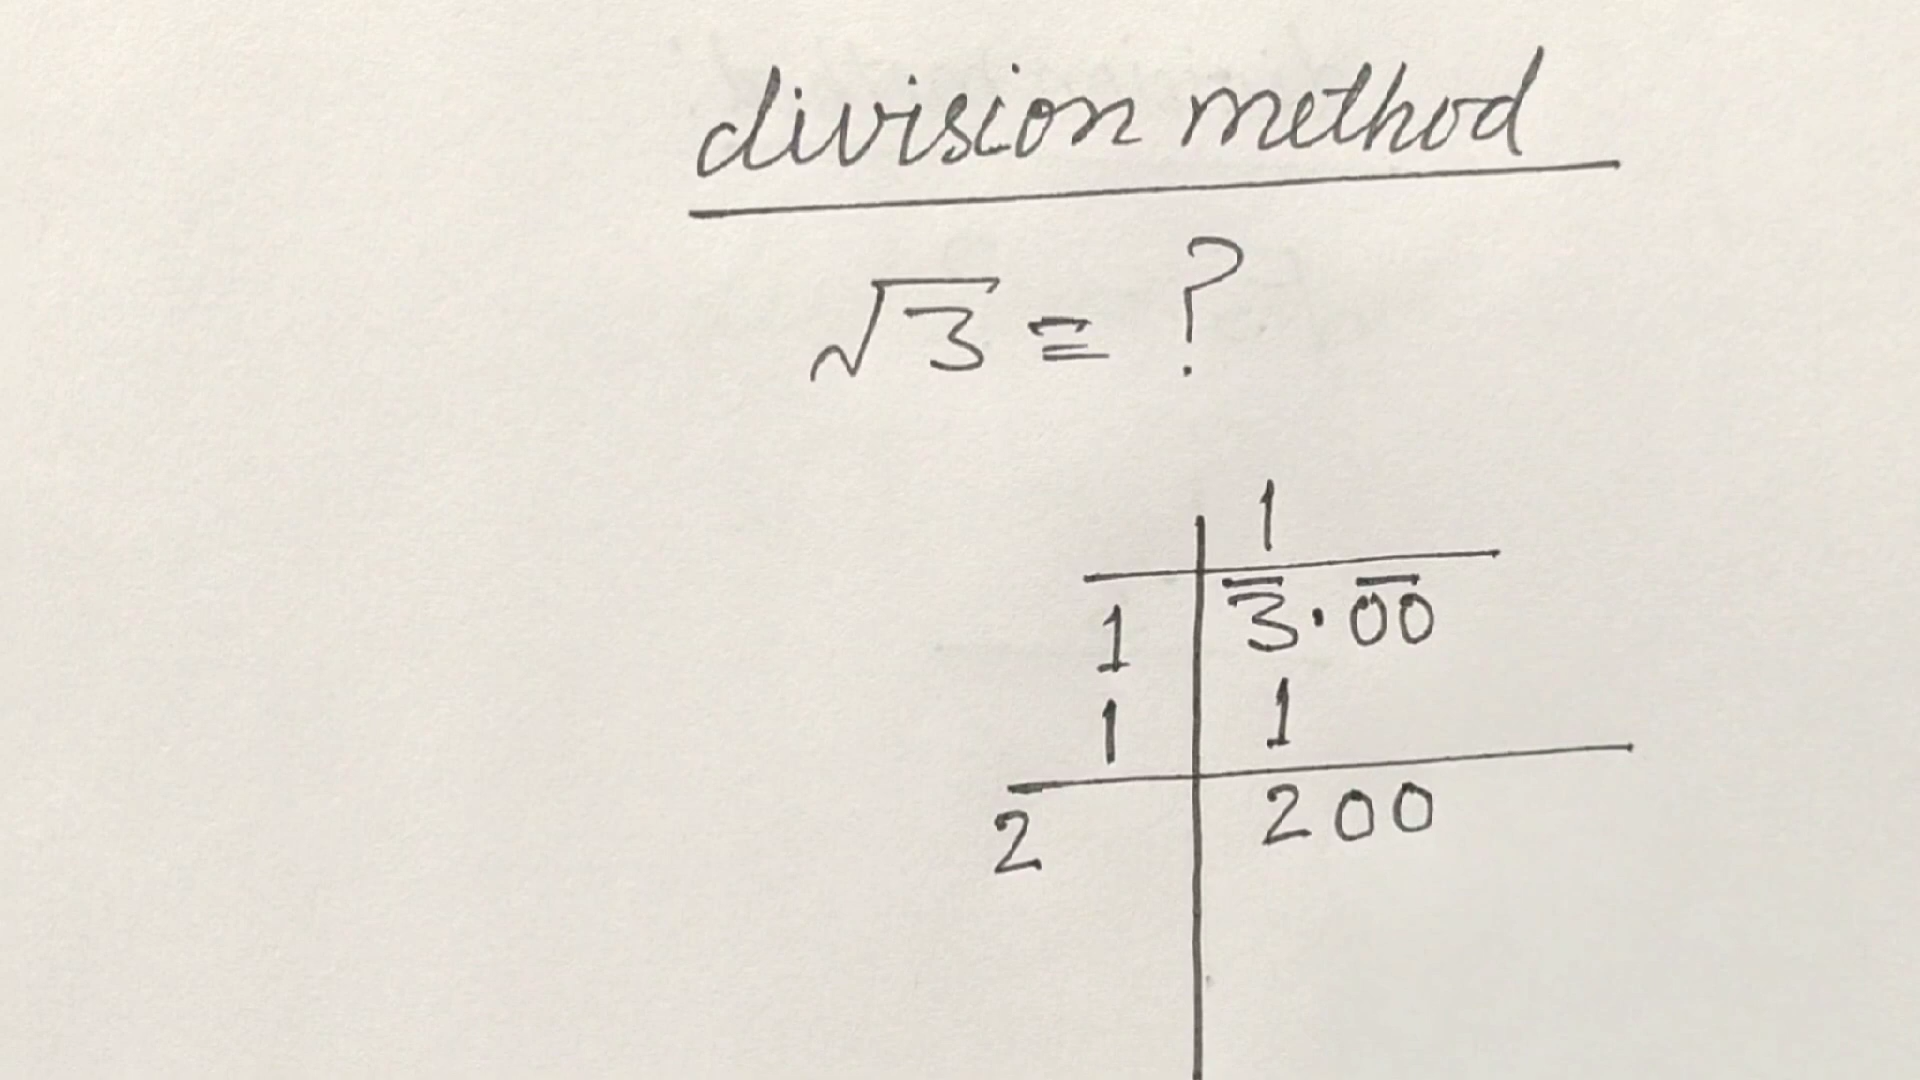 division method
√3 = ?
1
1 3.00
1 1
2 200